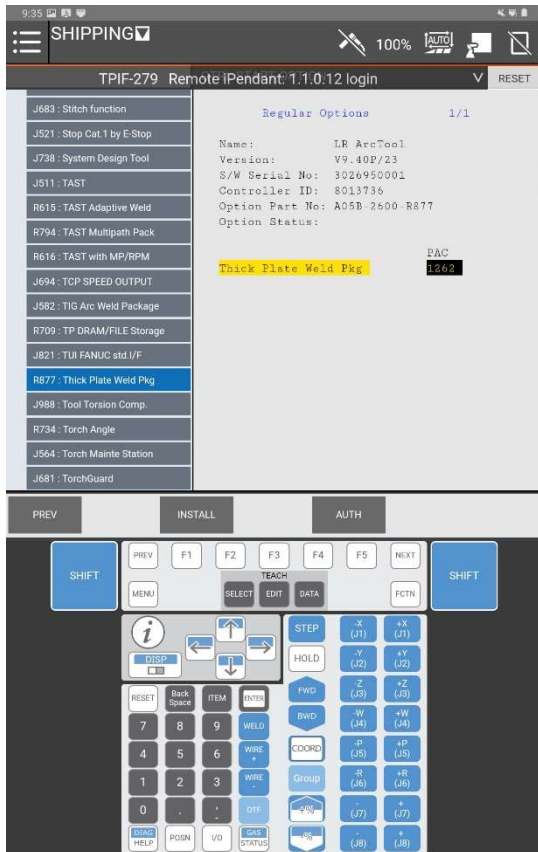 9:35
SHIPPING
100%
AUTO
TPIF-279 Remote iPendant: 1.1.0.12 login
RESET
J683 : Stitch function
J521 : Stop Cat.1 by E-Stop
J738 : System Design Tool
J511 : TAST
R615 : TAST Adaptive Weld
R794 : TAST Multipath Pack
R616 : TAST with MP/RPM
J694 : TCP SPEED OUTPUT
J582 : TIG Arc Weld Package
R709 : TP DRAM/FILE Storage
J821 : TUI FANUC std.I/F
R877 : Thick Plate Weld Pkg
J988 : Tool Torsion Comp.
R734 : Torch Angle
J564 : Torch Mainte Station
J681 : TorchGuard
Regular Options 1/1
Name: LR ArcTool
Version: V9.40P/23
S/W Serial No: 3026950001
Controller ID: 8013736
Option Part No: A05B-2600-R877
Option Status:
PAC
Thick Plate Weld Pkg 1262
PREV INSTALL AUTH
SHIFT
PREV F1 F2 F3 F4 F5 NEXT
TEACH
MENU SELECT EDIT DATA FCTN
SHIFT
i
DISP
RESET Back Space ITEM ENTER
7 8 9 WELD
4 5 6 WIRE +
1 2 3 WIRE -
0 . , - OTF
DIAG HELP POSN I/O GAS STATUS
STEP -X (J1) +X (J1)
HOLD -Y (J2) +Y (J2)
FWD -Z (J3) +Z (J3)
BWD -W (J4) +W (J4)
COORD -P (J5) +P (J5)
Group -R (J6) +R (J6)
+% - (J7) + (J7)
-% - (J8) + (J8)